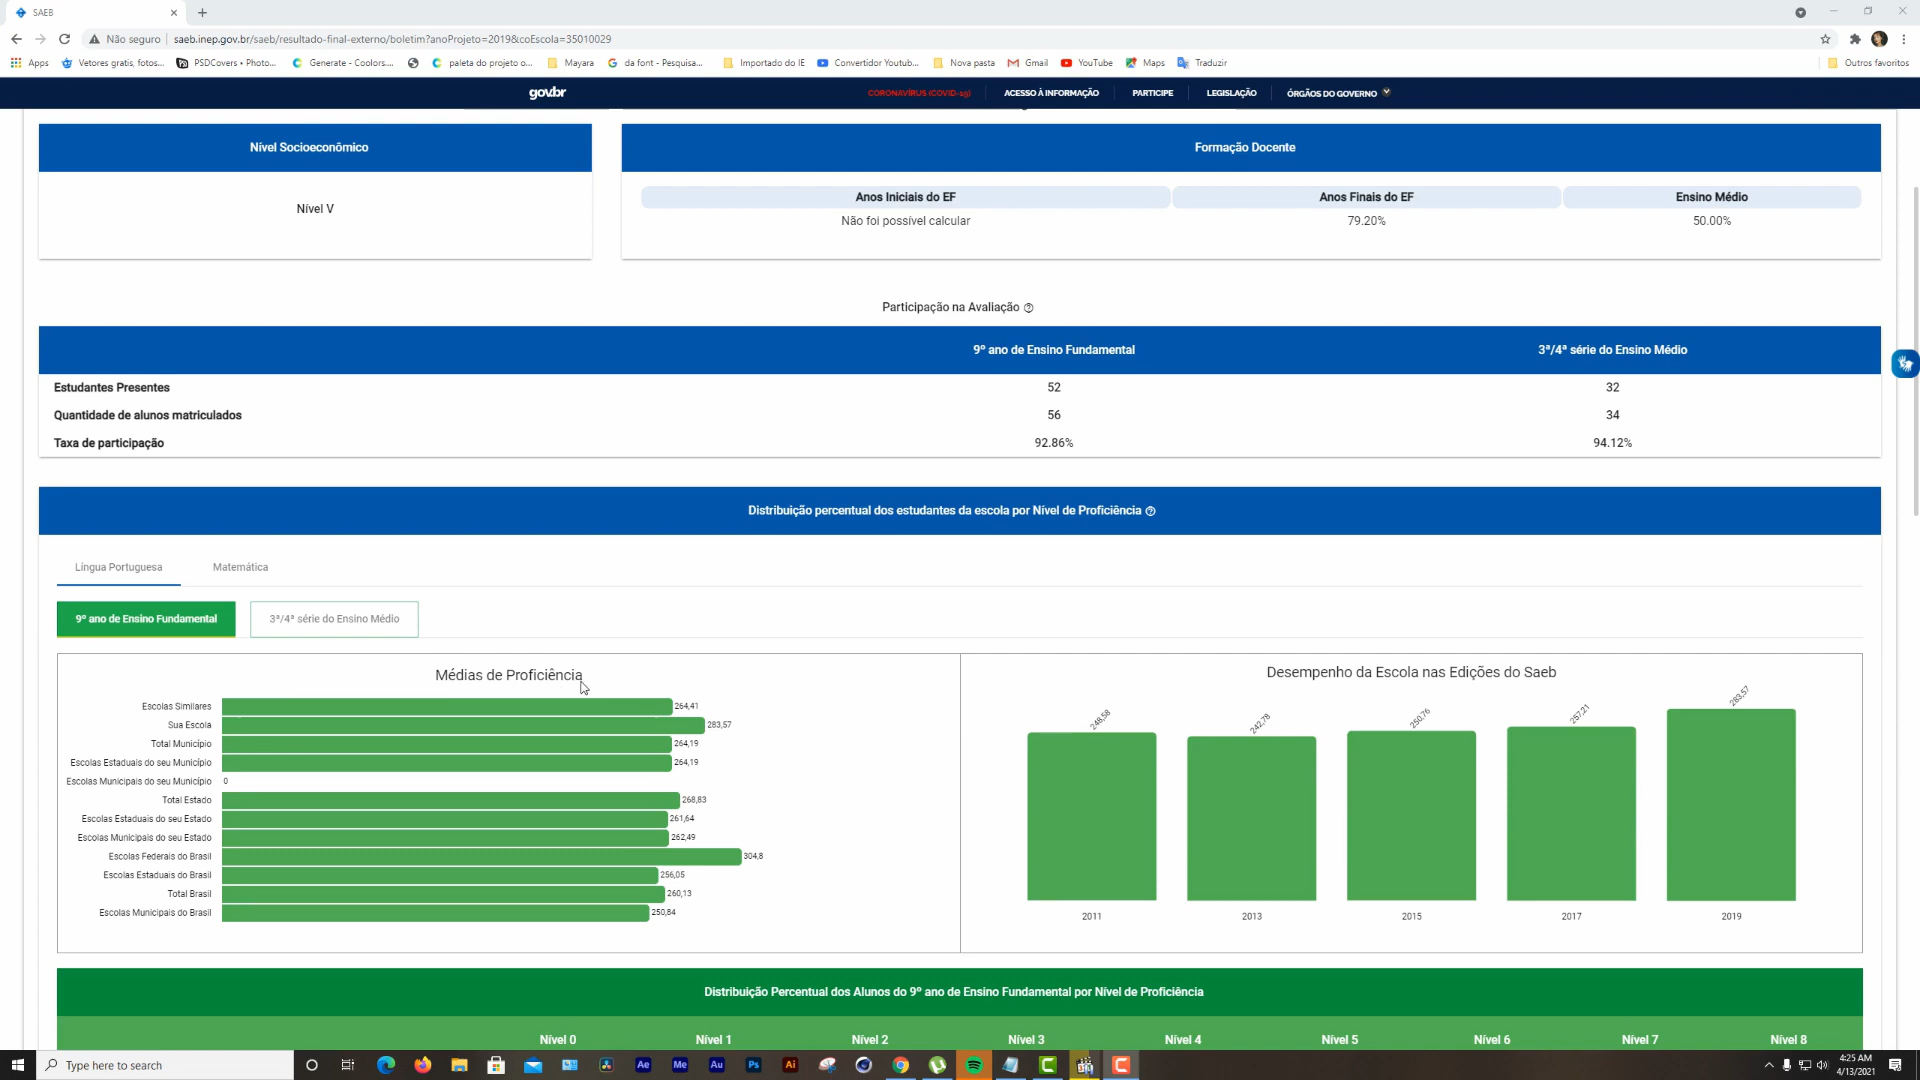 SAEB
Não seguro
saeb.inep.gov.br/saeb/resultado-final-externo/boletim?anoProjeto=2019&coEscola=35010029
Apps
Vetores gratis, fotos...
PSDCovers • Photo...
Generate - Coolors....
paleta do projeto o...
Mayara
da font - Pesquisa...
Importado do IE
Convertidor Youtub...
Nova pasta
Gmail
YouTube
Maps
Traduzir
Outros favoritos
gov.br
CORONAVÍRUS (COVID-19)
ACESSO À INFORMAÇÃO
PARTICIPE
LEGISLAÇÃO
ÓRGÃOS DO GOVERNO
Nível Socioeconômico
Formação Docente
Nível V
Anos Iniciais do EF
Anos Finais do EF
Ensino Médio
Não foi possível calcular
79.20%
50.00%
Participação na Avaliação
9º ano de Ensino Fundamental
3ª/4ª série do Ensino Médio
Estudantes Presentes
52
32
Quantidade de alunos matriculados
56
34
Taxa de participação
92.86%
94.12%
Distribuição percentual dos estudantes da escola por Nível de Proficiência
Língua Portuguesa
Matemática
9º ano de Ensino Fundamental
3ª/4ª série do Ensino Médio
Médias de Proficiência
Escolas Similares
264,41
Sua Escola
283,57
Total Município
264,19
Escolas Estaduais do seu Município
264,19
Escolas Municipais do seu Município
0
Total Estado
268,83
Escolas Estaduais do seu Estado
261,64
Escolas Municipais do seu Estado
262,49
Escolas Federais do Brasil
304,8
Escolas Estaduais do Brasil
256,05
Total Brasil
260,13
Escolas Municipais do Brasil
250,84
Desempenho da Escola nas Edições do Saeb
248,58
242,78
250,76
257,21
283,57
2011
2013
2015
2017
2019
Distribuição Percentual dos Alunos do 9º ano de Ensino Fundamental por Nível de Proficiência
Nível 0
Nível 1
Nível 2
Nível 3
Nível 4
Nível 5
Nível 6
Nível 7
Nível 8
Type here to search
Ae
Me
Au
Ps
Ai
4:25 AM
4/13/2021